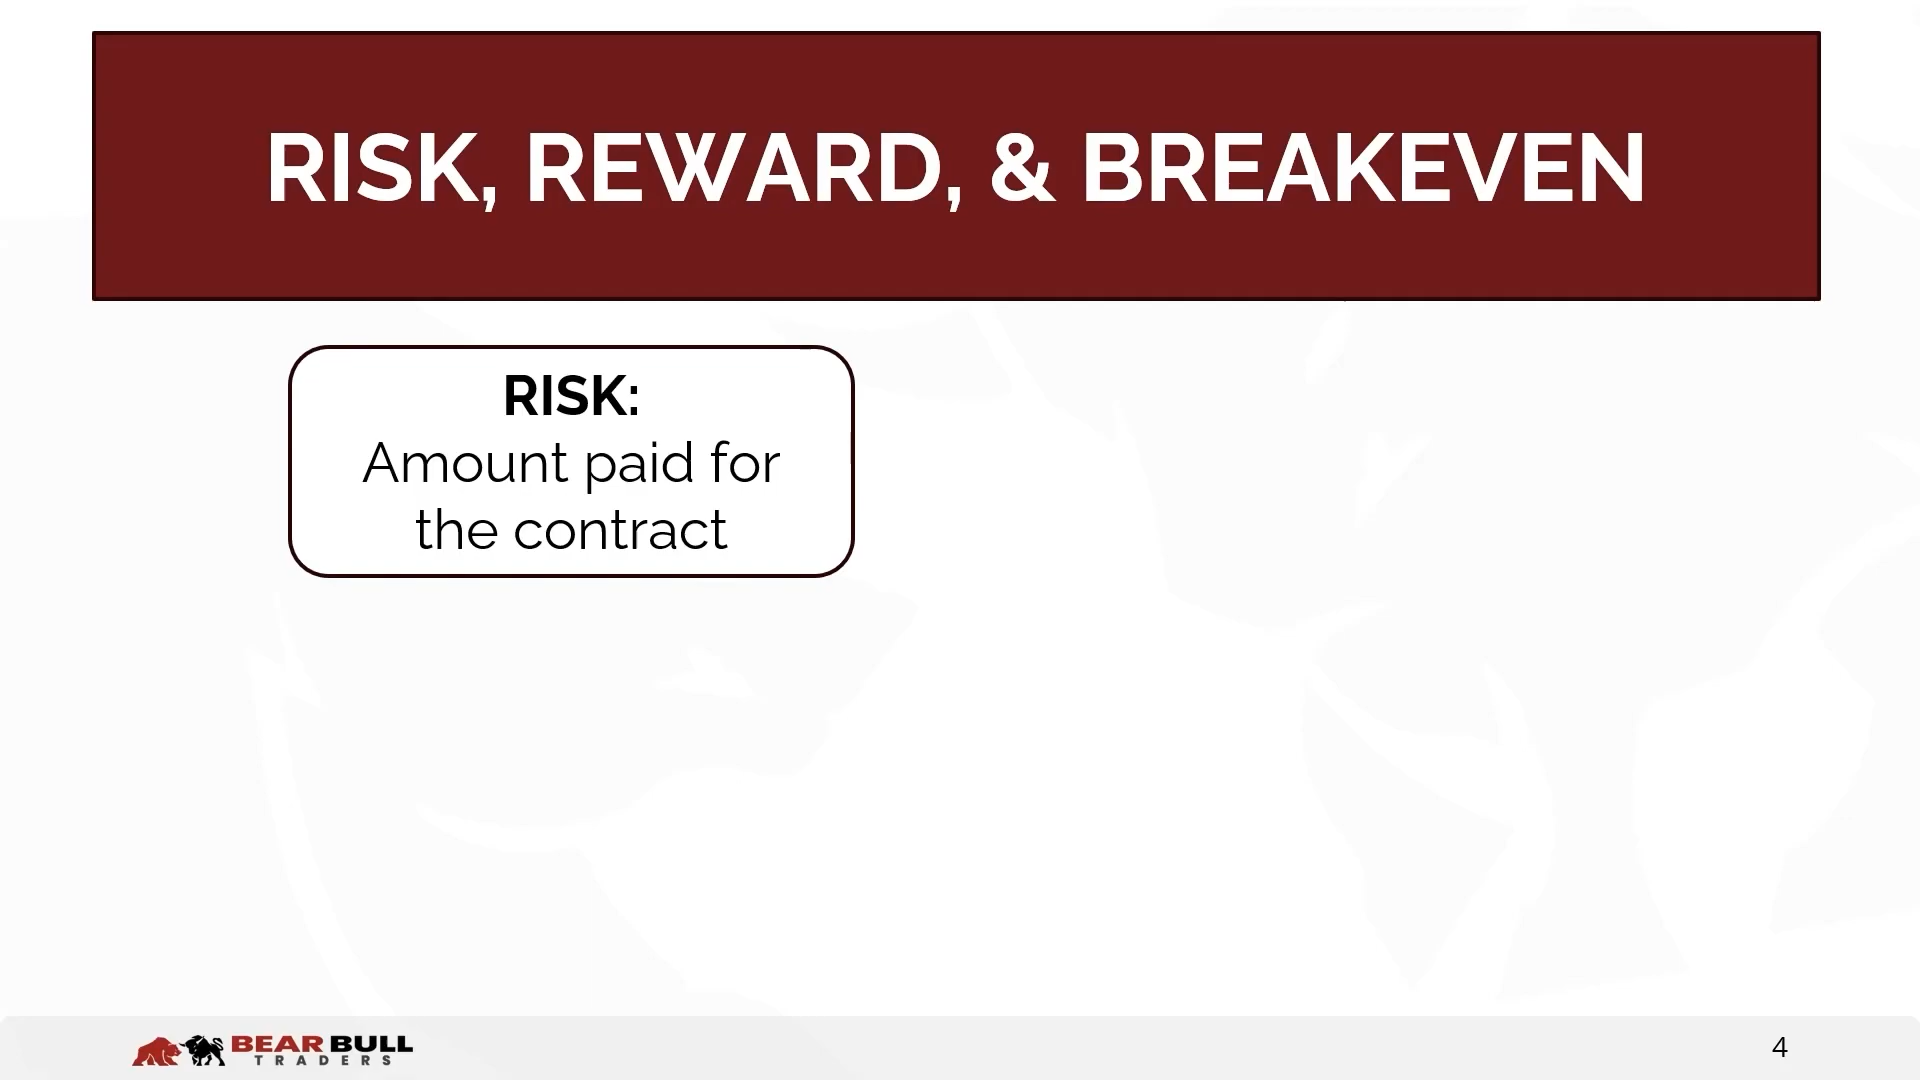 RISK, REWARD, & BREAKEVEN
RISK:
Amount paid for
the contract
BEAR BULL
TRADERS
4